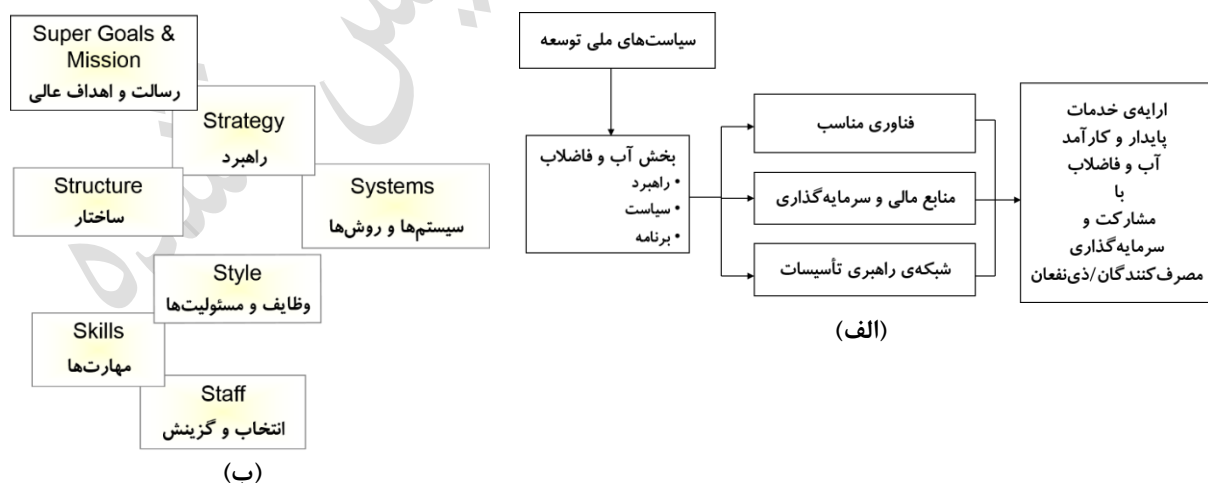 سیاست‌های ملی توسعه
بخش آب و فاضلاب
• راهبرد
• سیاست
• برنامه
فناوری مناسب
منابع مالی و سرمایه‌گذاری
شبکه‌ی راهبری تأسیسات
ارایه‌ی خدمات
پایدار و کارآمد
آب و فاضلاب
با
مشارکت و
سرمایه‌گذاری
مصرف‌کنندگان/ذی‌نفعان
(الف)
Super Goals &
Mission
رسالت و اهداف عالی
Strategy
راهبرد
Structure
ساختار
Systems
سیستم‌ها و روش‌ها
Style
وظایف و مسئولیت‌ها
Skills
مهارت‌ها
Staff
انتخاب و گزینش
(ب)